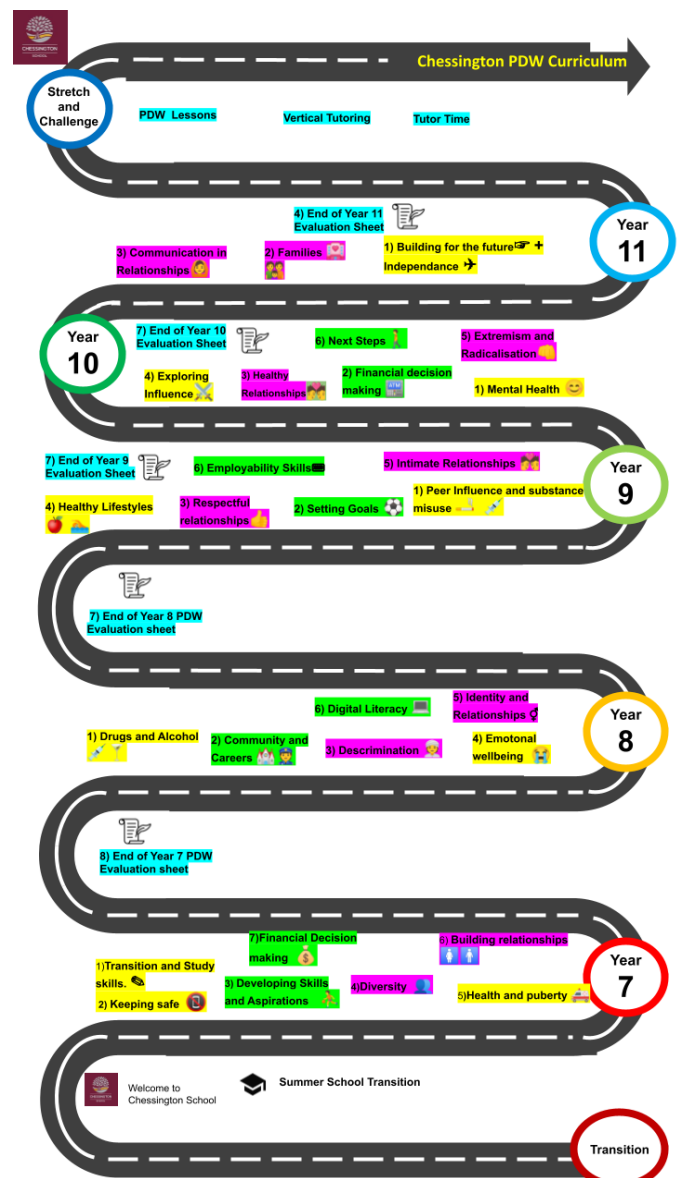 CHESSINGTON
SCHOOL
Chessington PDW Curriculum
Stretch
and
Challenge
PDW Lessons
Vertical Tutoring
Tutor Time
Year
11
4) End of Year 11
Evaluation Sheet
3) Communication in
Relationships
2) Families
1) Building for the future +
Independance
Year
10
7) End of Year 10
Evaluation Sheet
6) Next Steps
5) Extremism and
Radicalisation
4) Exploring
Influence
3) Healthy
Relationships
2) Financial decision
making
1) Mental Health
Year
9
7) End of Year 9
Evaluation Sheet
6) Employability Skills
5) Intimate Relationships
4) Healthy Lifestyles
3) Respectful
relationships
2) Setting Goals
1) Peer Influence and substance
misuse
7) End of Year 8 PDW
Evaluation sheet
Year
8
6) Digital Literacy
5) Identity and
Relationships
1) Drugs and Alcohol
2) Community and
Careers
3) Descrimination
4) Emotonal
wellbeing
8) End of Year 7 PDW
Evaluation sheet
Year
7
7)Financial Decision
making
6) Building relationships
1)Transition and Study
skills.
2) Keeping safe
3) Developing Skills
and Aspirations
4)Diversity
5)Health and puberty
Welcome to
Chessington School
Summer School Transition
Transition